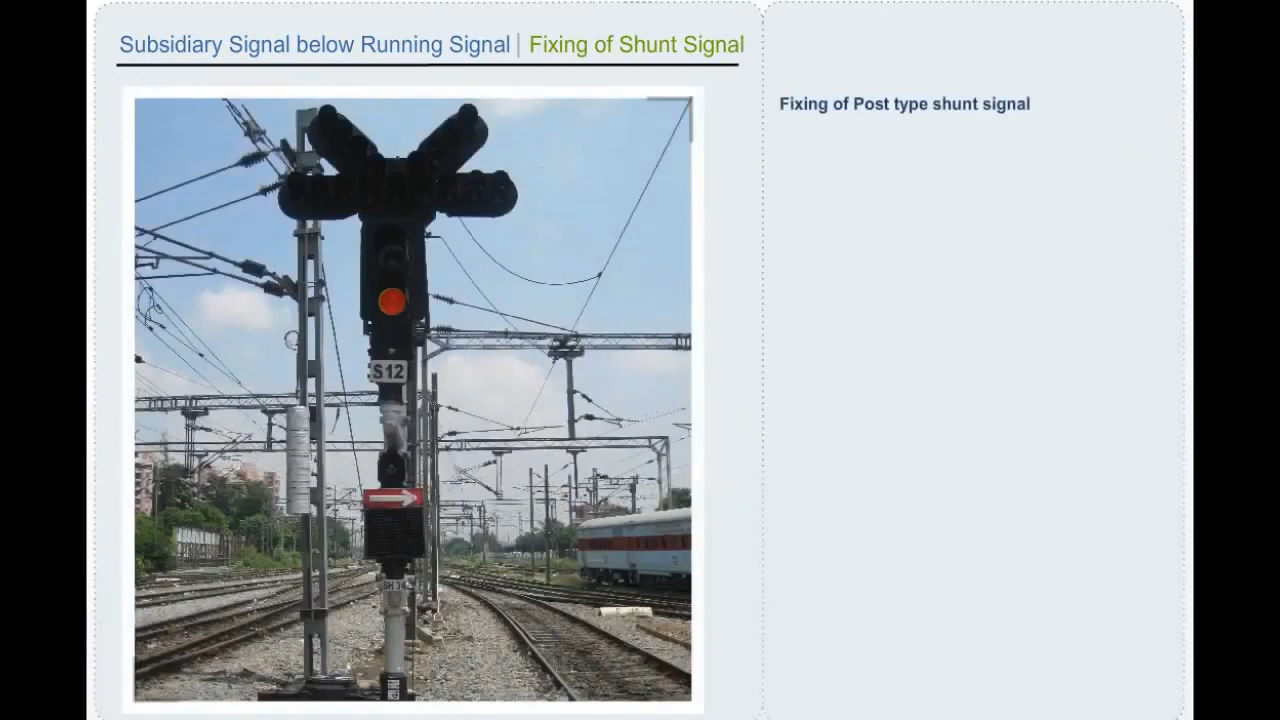 Subsidiary Signal below Running Signal | Fixing of Shunt Signal
Fixing of Post type shunt signal
S12